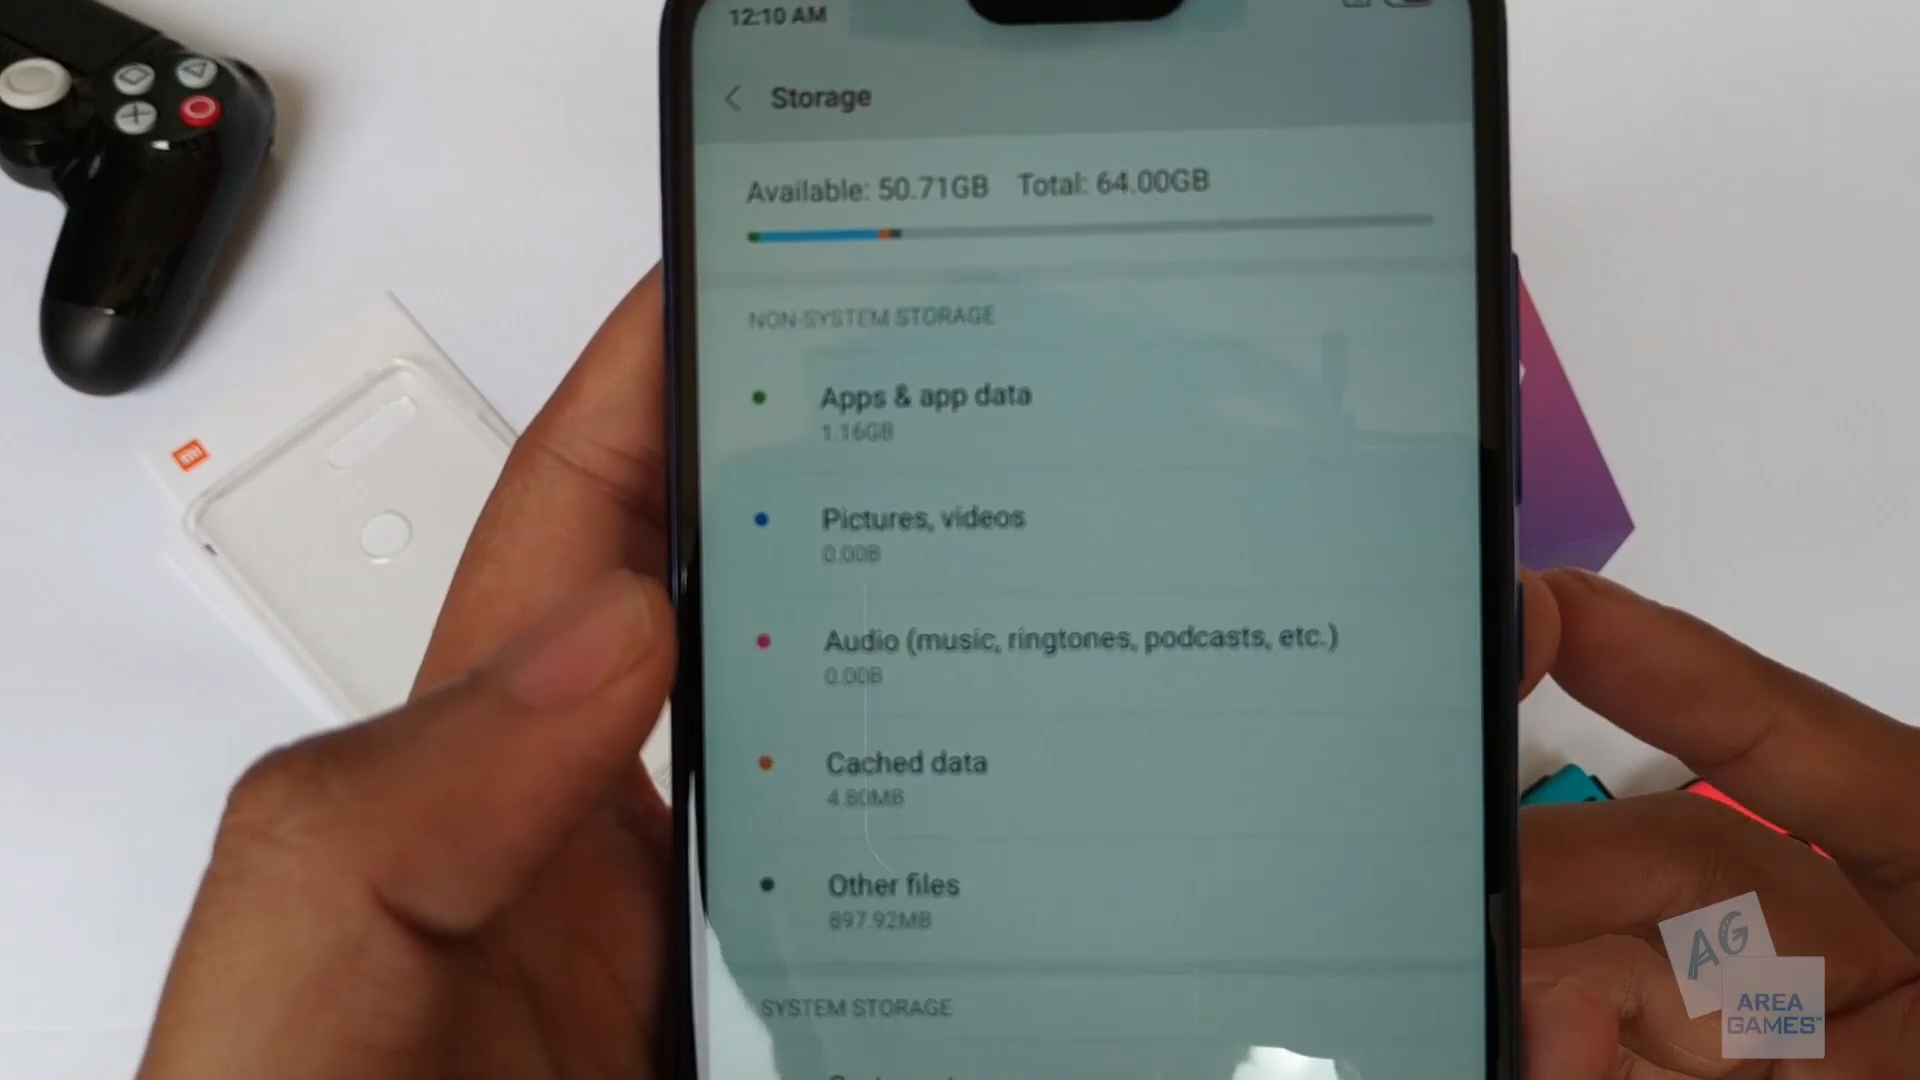 12:10 AM
Storage
Available: 50.71GB Total: 64.00GB
NON-SYSTEM STORAGE
Apps & app data
1.16GB
Pictures, videos
0.00B
Audio (music, ringtones, podcasts, etc.)
0.00B
Cached data
4.80MB
Other files
897.92MB
SYSTEM STORAGE
mi
AG
AREA
GAMES™